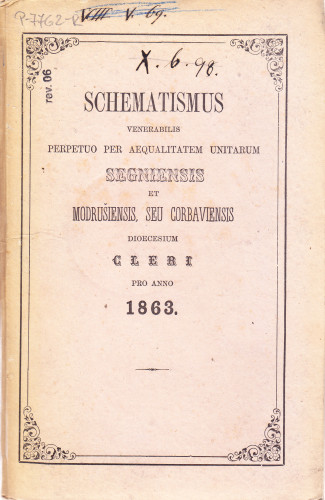 P-7762-R
VIII V. 69.
rev. 06
X. 6. 98.
SCHEMATISMUS
VENERABILIS
PERPETUO PER AEQUALITATEM UNITARUM
SEGNIENSIS
ET
MODRUŠIENSIS, SEU CORBAVIENSIS
DIOECESIUM
CLERI
PRO ANNO
1863.